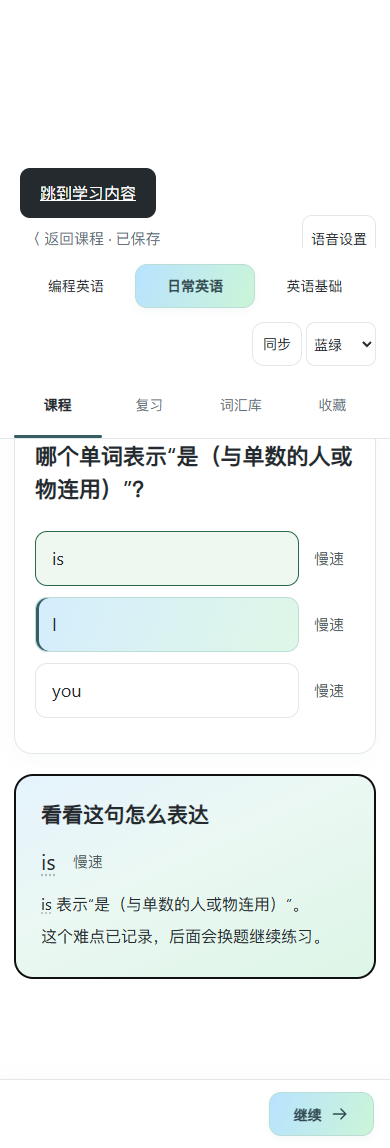 跳到学习内容
〈 返回课程 · 已保存
语音设置
编程英语
日常英语
英语基础
同步
蓝绿
课程
复习
词汇库
收藏
哪个单词表示“是（与单数的人或
物连用）”?
is
慢速
I
慢速
you
慢速
看看这句怎么表达
is
慢速
is 表示“是（与单数的人或物连用）”。
这个难点已记录，后面会换题继续练习。
继续 →